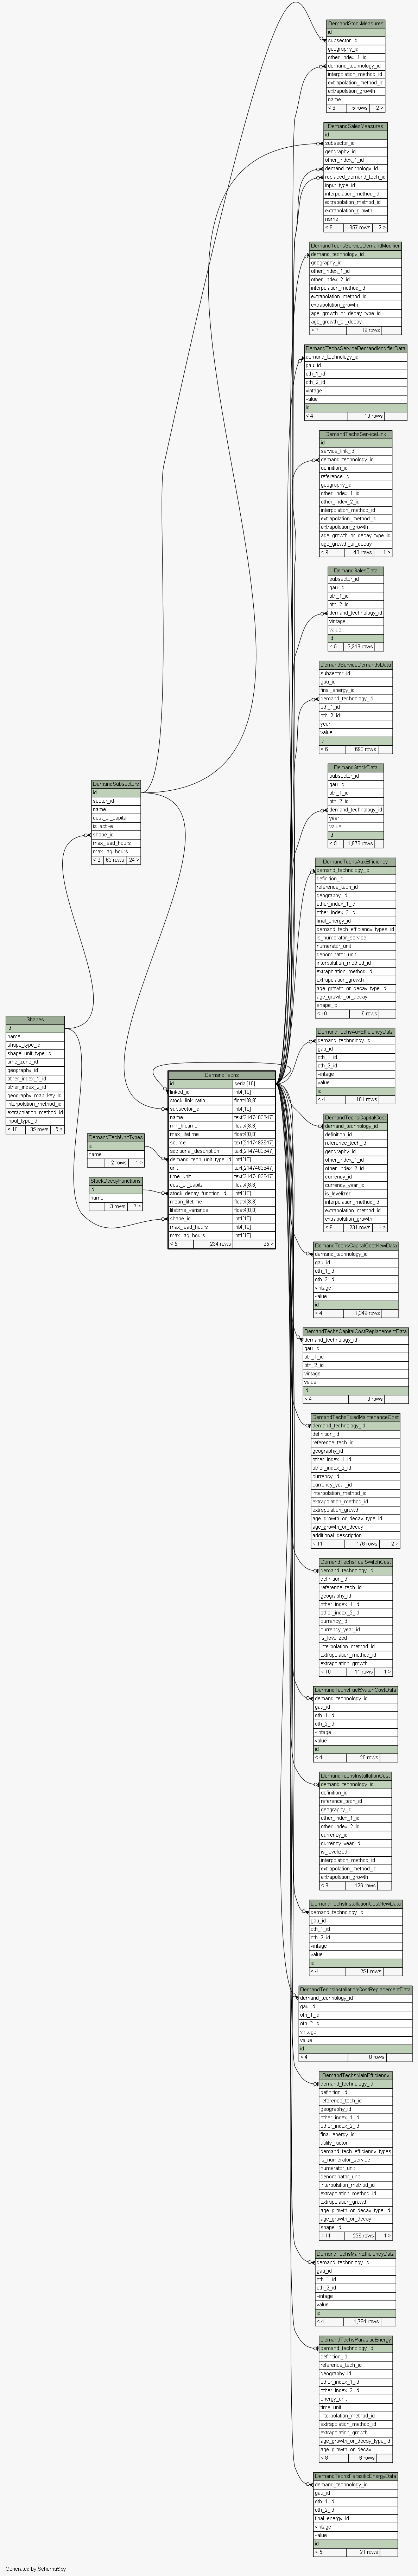 DemandStockMeasures
id
subsector_id
geography_id
other_index_1_id
demand_technology_id
interpolation_method_id
extrapolation_method_id
extrapolation_growth
name
< 6 5 rows 2 >
DemandSalesMeasures
id
subsector_id
geography_id
other_index_1_id
demand_technology_id
replaced_demand_tech_id
input_type_id
interpolation_method_id
extrapolation_method_id
extrapolation_growth
name
< 8 357 rows 2 >
DemandTechsServiceDemandModifier
demand_technology_id
geography_id
other_index_1_id
other_index_2_id
interpolation_method_id
extrapolation_method_id
extrapolation_growth
age_growth_or_decay_type_id
age_growth_or_decay
< 7 19 rows
DemandTechsServiceDemandModifierData
demand_technology_id
gau_id
oth_1_id
oth_2_id
vintage
value
id
< 4 19 rows
DemandTechsServiceLink
id
service_link_id
demand_technology_id
definition_id
reference_id
geography_id
other_index_1_id
other_index_2_id
interpolation_method_id
extrapolation_method_id
extrapolation_growth
age_growth_or_decay_type_id
age_growth_or_decay
< 9 40 rows 1 >
DemandSalesData
subsector_id
gau_id
oth_1_id
oth_2_id
demand_technology_id
vintage
value
id
< 5 3,319 rows
DemandServiceDemandsData
subsector_id
gau_id
final_energy_id
demand_technology_id
oth_1_id
oth_2_id
year
value
id
< 6 693 rows
DemandStockData
subsector_id
gau_id
oth_1_id
oth_2_id
demand_technology_id
year
value
id
< 5 1,876 rows
DemandSubsectors
id
sector_id
name
cost_of_capital
is_active
shape_id
max_lead_hours
max_lag_hours
< 2 63 rows 24 >
DemandTechsAuxEfficiency
demand_technology_id
definition_id
reference_tech_id
geography_id
other_index_1_id
other_index_2_id
final_energy_id
demand_tech_efficiency_types_id
is_numerator_service
numerator_unit
denominator_unit
interpolation_method_id
extrapolation_method_id
extrapolation_growth
age_growth_or_decay_type_id
age_growth_or_decay
shape_id
< 10 6 rows
Shapes
id
name
shape_type_id
shape_unit_type_id
time_zone_id
geography_id
other_index_1_id
other_index_2_id
geography_map_key_id
interpolation_method_id
extrapolation_method_id
input_type_id
< 10 35 rows 5 >
DemandTechUnitTypes
id
name
2 rows 1 >
StockDecayFunctions
id
name
3 rows 7 >
DemandTechs
id serial[10]
linked_id int4[10]
stock_link_ratio float4[8,8]
subsector_id int4[10]
name text[2147483647]
min_lifetime float4[8,8]
max_lifetime float4[8,8]
source text[2147483647]
additional_description text[2147483647]
demand_tech_unit_type_id int4[10]
unit text[2147483647]
time_unit text[2147483647]
cost_of_capital float4[8,8]
stock_decay_function_id int4[10]
mean_lifetime float4[8,8]
lifetime_variance float4[8,8]
shape_id int4[10]
max_lead_hours int4[10]
max_lag_hours int4[10]
< 5 234 rows 25 >
DemandTechsAuxEfficiencyData
demand_technology_id
gau_id
oth_1_id
oth_2_id
vintage
value
id
< 4 101 rows
DemandTechsCapitalCost
demand_technology_id
definition_id
reference_tech_id
geography_id
other_index_1_id
other_index_2_id
currency_id
currency_year_id
is_levelized
interpolation_method_id
extrapolation_method_id
extrapolation_growth
< 9 231 rows 1 >
DemandTechsCapitalCostNewData
demand_technology_id
gau_id
oth_1_id
oth_2_id
vintage
value
id
< 4 1,349 rows
DemandTechsCapitalCostReplacementData
demand_technology_id
gau_id
oth_1_id
oth_2_id
vintage
value
id
< 4 0 rows
DemandTechsFixedMaintenanceCost
demand_technology_id
definition_id
reference_tech_id
geography_id
other_index_1_id
other_index_2_id
currency_id
currency_year_id
interpolation_method_id
extrapolation_method_id
extrapolation_growth
age_growth_or_decay_type_id
age_growth_or_decay
additional_description
< 11 176 rows 2 >
DemandTechsFuelSwitchCost
demand_technology_id
definition_id
reference_tech_id
geography_id
other_index_1_id
other_index_2_id
currency_id
currency_year_id
is_levelized
interpolation_method_id
extrapolation_method_id
extrapolation_growth
< 10 11 rows 1 >
DemandTechsFuelSwitchCostData
demand_technology_id
gau_id
oth_1_id
oth_2_id
vintage
value
id
< 4 20 rows
DemandTechsInstallationCost
demand_technology_id
definition_id
reference_tech_id
geography_id
other_index_1_id
other_index_2_id
currency_id
currency_year_id
is_levelized
interpolation_method_id
extrapolation_method_id
extrapolation_growth
< 9 126 rows 1 >
DemandTechsInstallationCostNewData
demand_technology_id
gau_id
oth_1_id
oth_2_id
vintage
value
id
< 4 251 rows
DemandTechsInstallationCostReplacementData
demand_technology_id
gau_id
oth_1_id
oth_2_id
vintage
value
id
< 4 0 rows
DemandTechsMainEfficiency
demand_technology_id
definition_id
reference_tech_id
geography_id
other_index_1_id
other_index_2_id
final_energy_id
utility_factor
demand_tech_efficiency_types
is_numerator_service
numerator_unit
denominator_unit
interpolation_method_id
extrapolation_method_id
extrapolation_growth
age_growth_or_decay_type_id
age_growth_or_decay
shape_id
< 11 226 rows 1 >
DemandTechsMainEfficiencyData
demand_technology_id
gau_id
oth_1_id
oth_2_id
vintage
value
id
< 4 1,784 rows
DemandTechsParasiticEnergy
demand_technology_id
definition_id
reference_tech_id
geography_id
other_index_1_id
other_index_2_id
energy_unit
time_unit
interpolation_method_id
extrapolation_method_id
extrapolation_growth
age_growth_or_decay_type_id
age_growth_or_decay
< 8 6 rows
DemandTechsParasiticEnergyData
demand_technology_id
gau_id
oth_1_id
oth_2_id
final_energy_id
vintage
value
id
< 5 21 rows
Generated by SchemaSpy